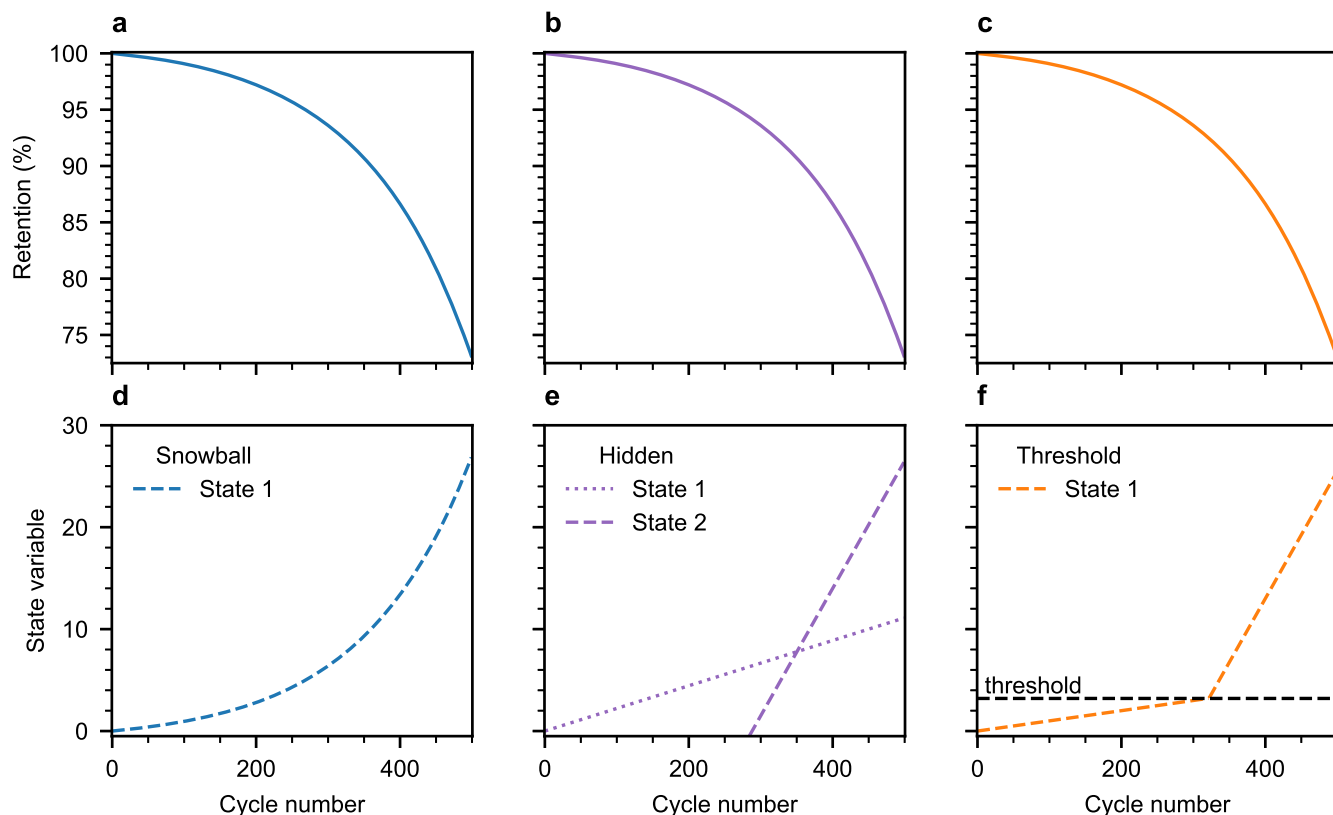 a
b
c
100
95
90
85
80
75
Retention (%)
d
e
f
30
20
10
0
State variable
Snowball
State 1
Hidden
State 1
State 2
Threshold
State 1
threshold
0
400
0
200
400
0
200
400
Cycle number
Cycle number
Cycle number